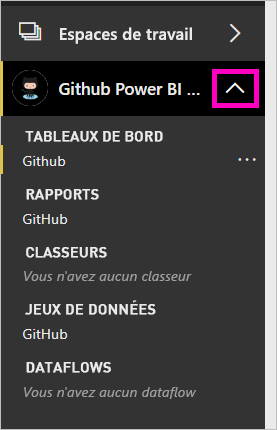 Espaces de travail
Github Power BI ...
TABLEAUX DE BORD
Github
RAPPORTS
GitHub
CLASSEURS
Vous n'avez aucun classeur
JEUX DE DONNÉES
GitHub
DATAFLOWS
Vous n'avez aucun dataflow